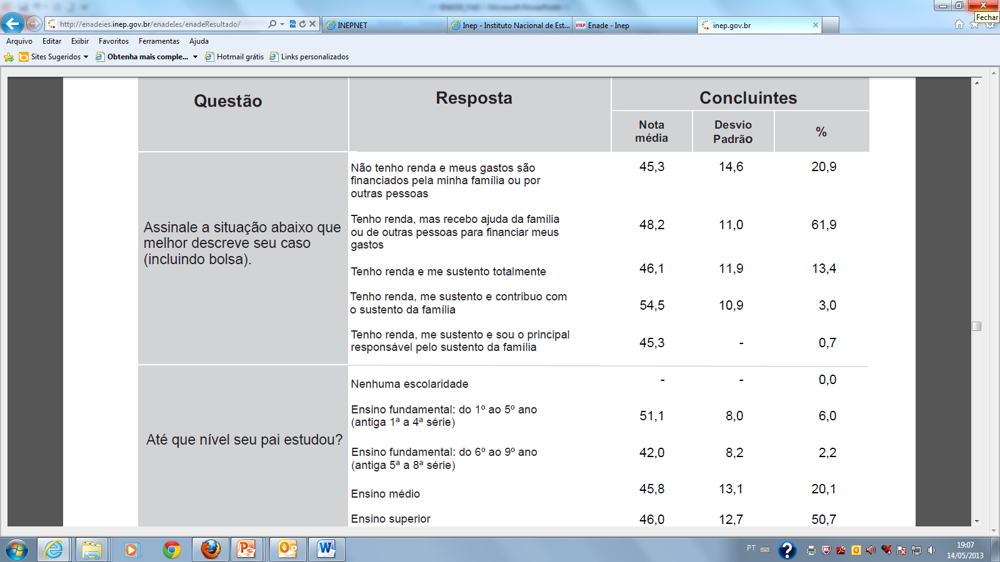 Fechar
http://enadeies.inep.gov.br/enadeIes/enadeResultado/
INEPNET
Inep - Instituto Nacional de Est...
INEP Enade - Inep
inep.gov.br
Arquivo Editar Exibir Favoritos Ferramentas Ajuda
Sites Sugeridos Obtenha mais comple... Hotmail grátis Links personalizados
Questão Resposta Concluintes
Nota média
Desvio Padrão
%
Assinale a situação abaixo que
melhor descreve seu caso
(incluindo bolsa).
Não tenho renda e meus gastos são
financiados pela minha família ou por
outras pessoas
45,3 14,6 20,9
Tenho renda, mas recebo ajuda da família
ou de outras pessoas para financiar meus
gastos
48,2 11,0 61,9
Tenho renda e me sustento totalmente
46,1 11,9 13,4
Tenho renda, me sustento e contribuo com
o sustento da família
54,5 10,9 3,0
Tenho renda, me sustento e sou o principal
responsável pelo sustento da família
45,3 - 0,7
Até que nível seu pai estudou?
Nenhuma escolaridade
- - 0,0
Ensino fundamental: do 1º ao 5º ano
(antiga 1ª a 4ª série)
51,1 8,0 6,0
Ensino fundamental: do 6º ao 9º ano
(antiga 5ª a 8ª série)
42,0 8,2 2,2
Ensino médio
45,8 13,1 20,1
Ensino superior
46,0 12,7 50,7
PT
19:07
14/05/2013